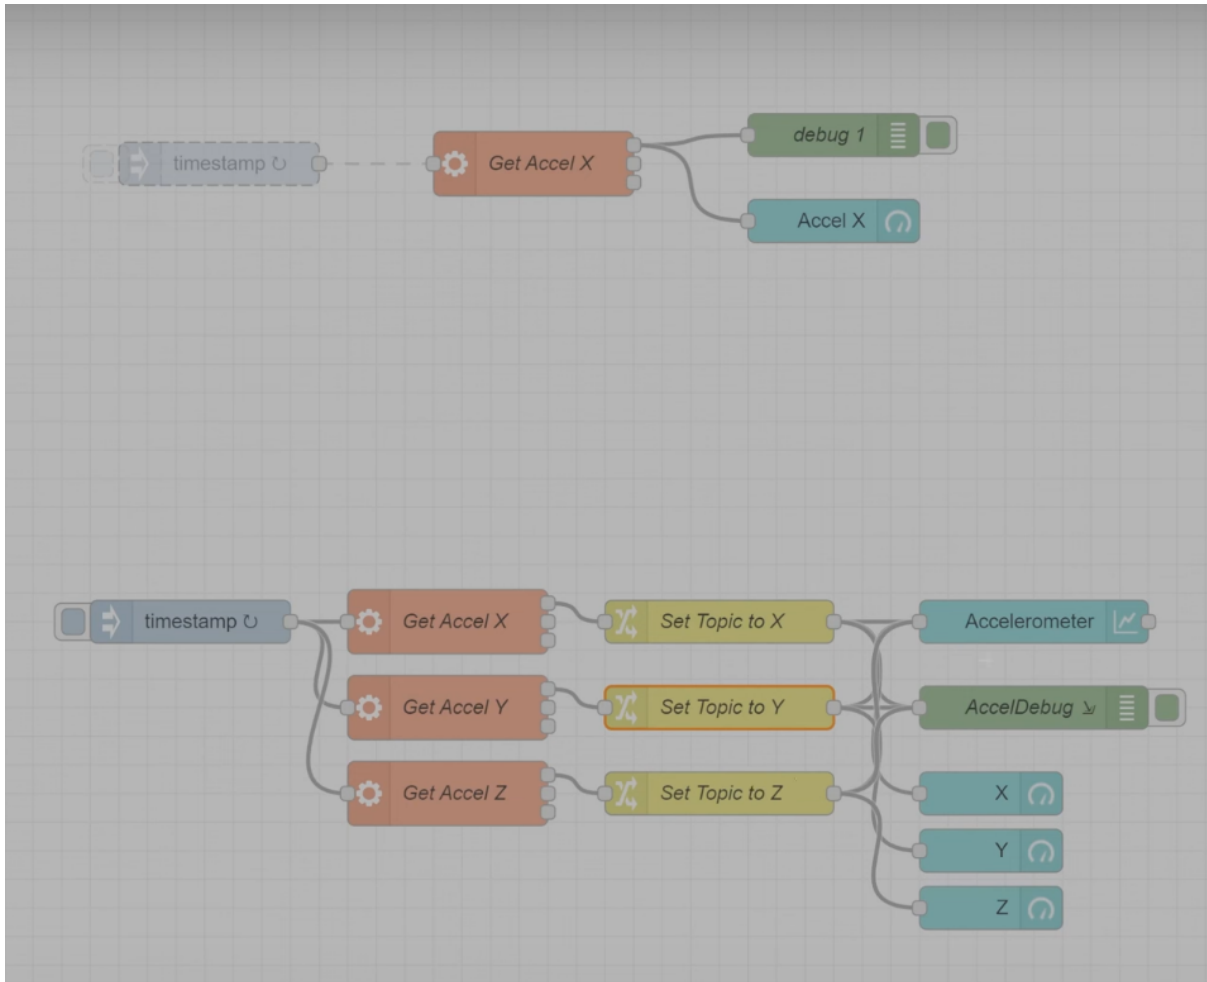 debug 1
timestamp ↻
Get Accel X
Accel X
timestamp ↻
Get Accel X
Set Topic to X
Accelerometer
Get Accel Y
Set Topic to Y
AccelDebug ⇲
Get Accel Z
Set Topic to Z
X
Y
Z